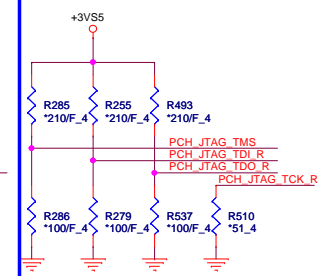 +3VS5
R285 R255 R493
*210/F_4 *210/F_4 *210/F_4
PCH_JTAG_TMS
PCH_JTAG_TDI_R
PCH_JTAG_TDO_R
PCH_JTAG_TCK_R
R286 R279 R537 R510
*100/F_4 *100/F_4 *100/F_4 *51_4